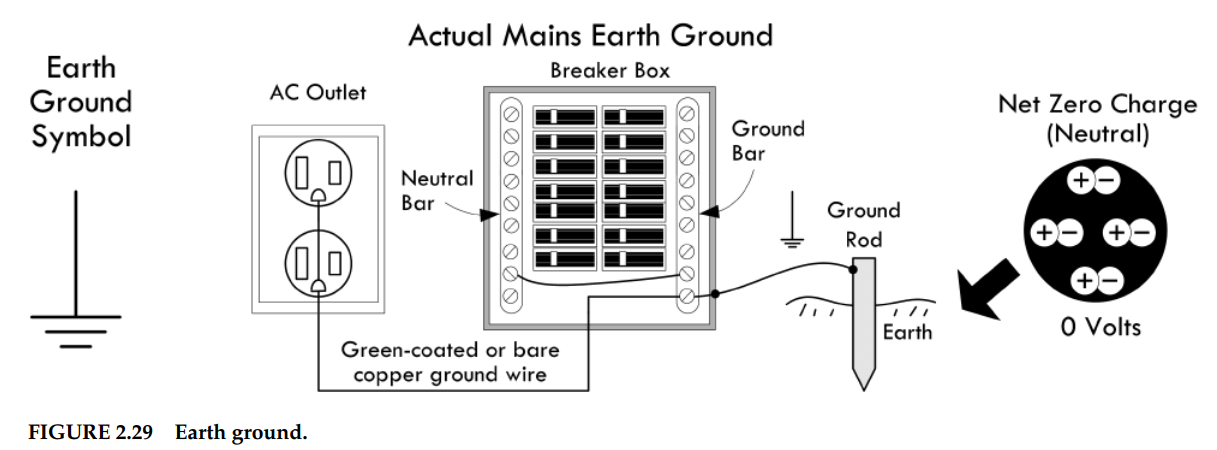 Actual Mains Earth Ground
Earth
Ground
Symbol
AC Outlet
Breaker Box
Neutral
Bar
Ground
Bar
Ground
Rod
Earth
Green-coated or bare
copper ground wire
Net Zero Charge
(Neutral)
+ −
+ − + −
+ −
0 Volts
FIGURE 2.29 Earth ground.